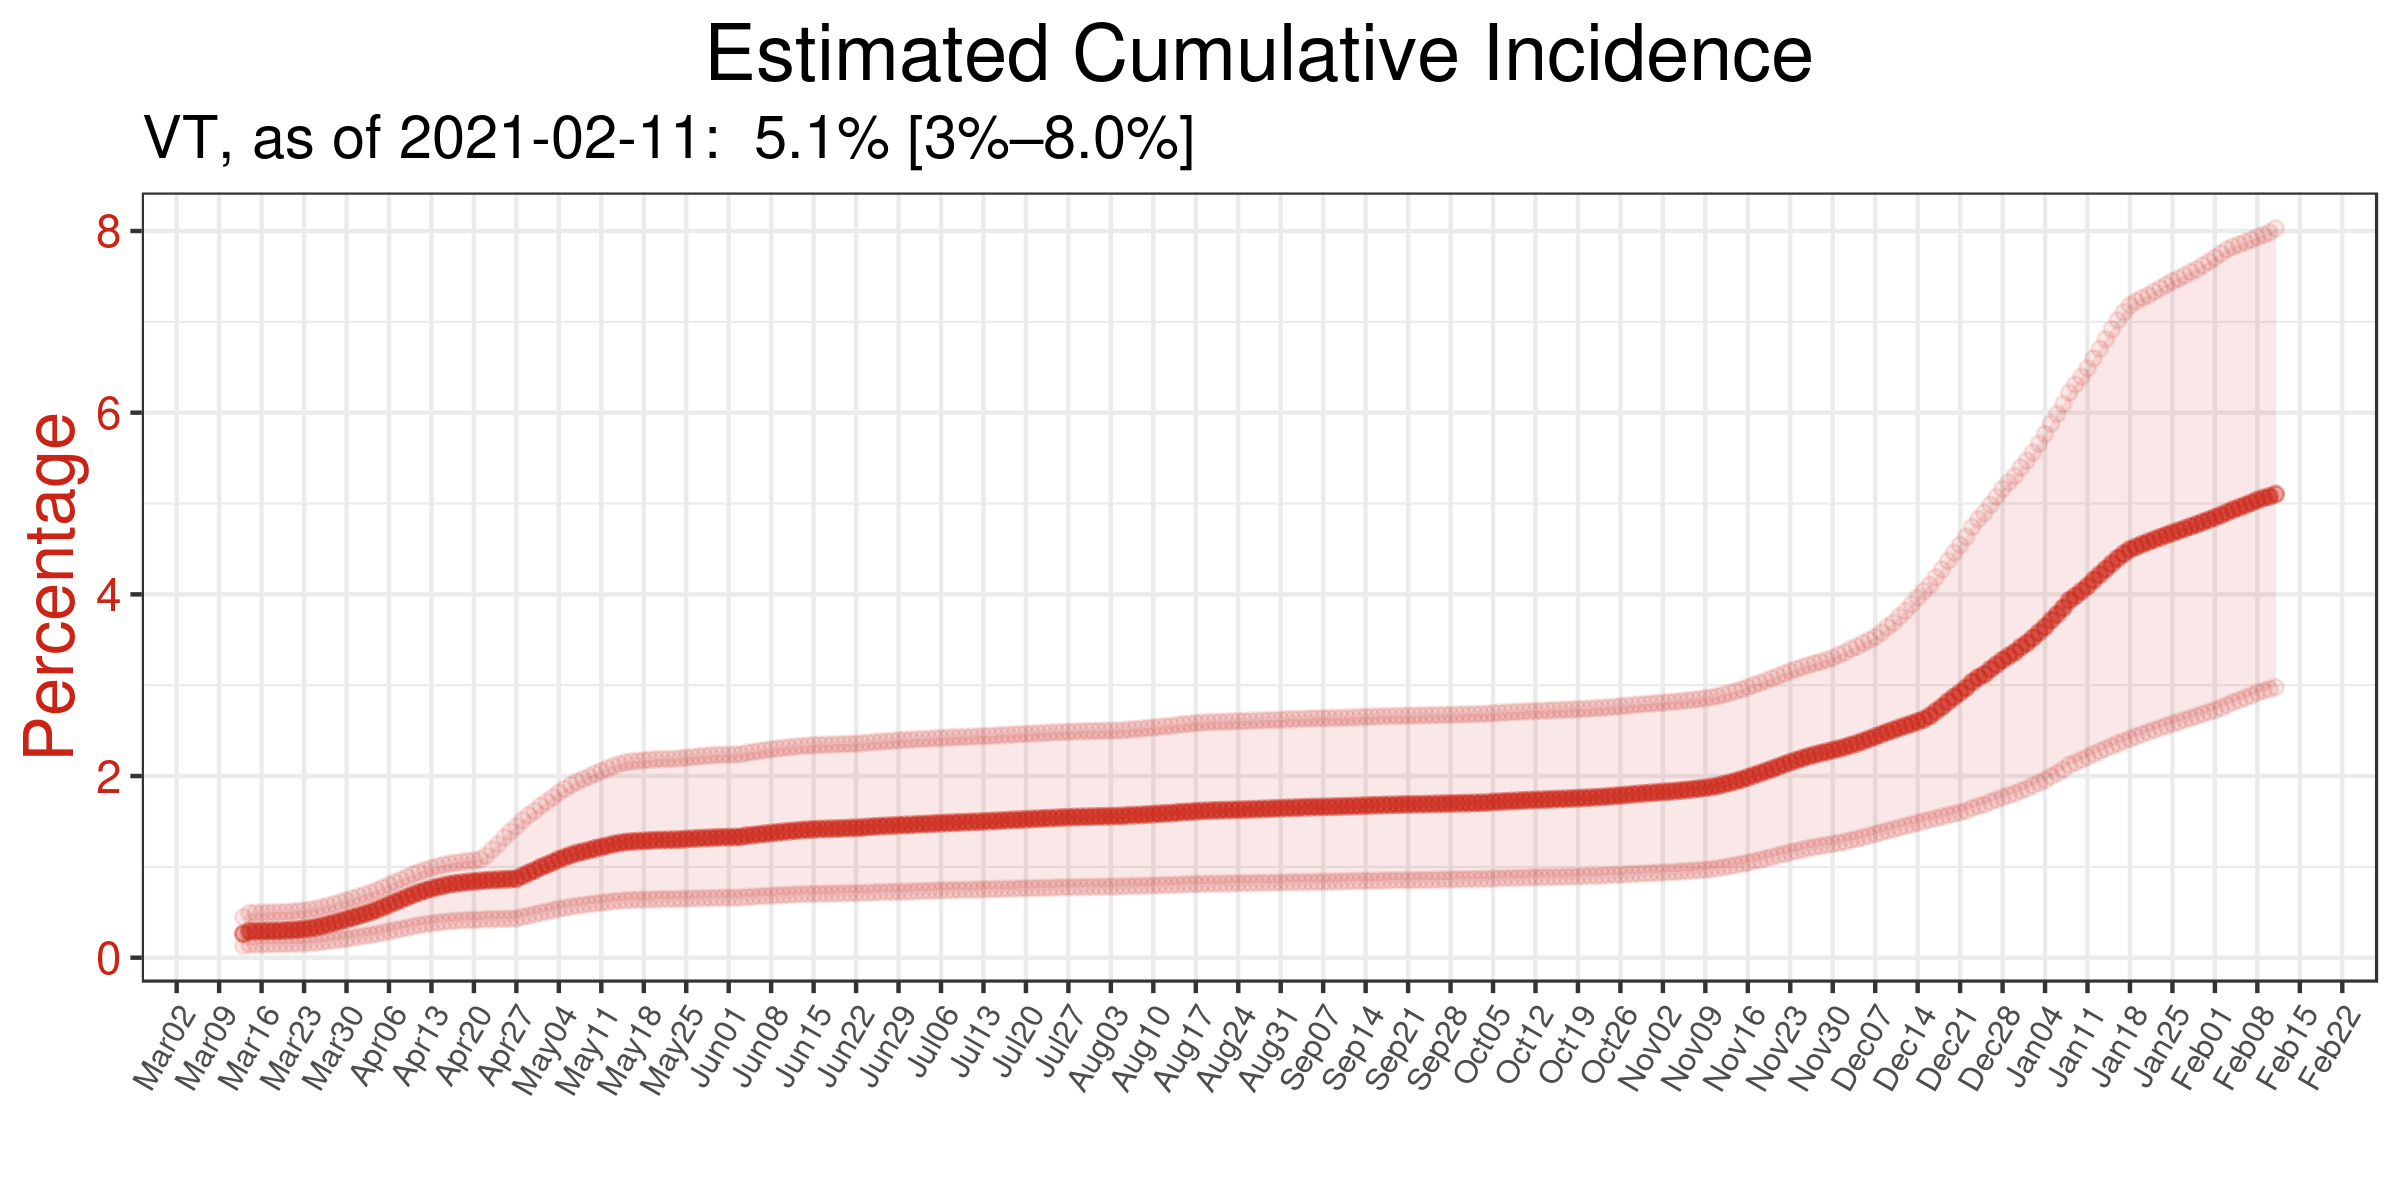 Estimated Cumulative Incidence
VT, as of 2021-02-11:  5.1% [3%–8.0%]
Percentage
8
6
4
2
0
Mar02
Mar09
Mar16
Mar23
Mar30
Apr06
Apr13
Apr20
Apr27
May04
May11
May18
May25
Jun01
Jun08
Jun15
Jun22
Jun29
Jul06
Jul13
Jul20
Jul27
Aug03
Aug10
Aug17
Aug24
Aug31
Sep07
Sep14
Sep21
Sep28
Oct05
Oct12
Oct19
Oct26
Nov02
Nov09
Nov16
Nov23
Nov30
Dec07
Dec14
Dec21
Dec28
Jan04
Jan11
Jan18
Jan25
Feb01
Feb08
Feb15
Feb22